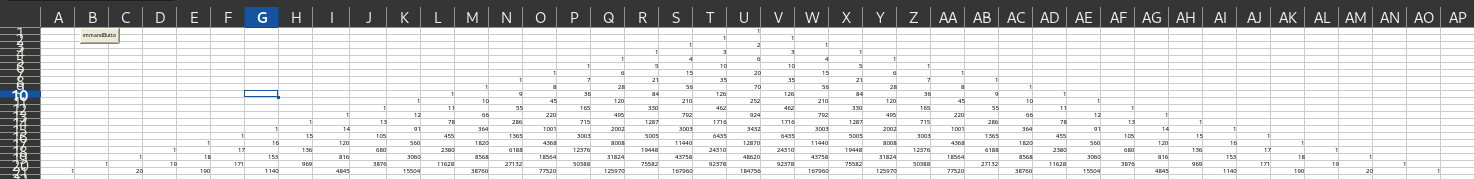 A B C D E F G H I J K L M N O P Q R S T U V W X Y Z AA AB AC AD AE AF AG AH AI AJ AK AL AM AN AO AP
1
mmandButto 1 1
1 2 1
1 3 3 1
1 4 6 4 1
1 5 10 10 5 1
1 6 15 20 15 6 1
1 7 21 35 35 21 7 1
1 8 28 56 70 56 28 8 1
10 1 9 36 84 126 126 84 36 9 1
1 10 45 120 210 252 210 120 45 10 1
1 11 55 165 330 462 462 330 165 55 11 1
1 12 66 220 495 792 924 792 495 220 66 12 1
1 13 78 286 715 1287 1716 1716 1287 715 286 78 13 1
1 14 91 364 1001 2002 3003 3432 3003 2002 1001 364 91 14 1
1 15 105 455 1365 3003 5005 6435 6435 5005 3003 1365 455 105 15 1
1 16 120 560 1820 4368 8008 11440 12870 11440 8008 4368 1820 560 120 16 1
1 17 136 680 2380 6188 12376 19448 24310 24310 19448 12376 6188 2380 680 136 17 1
1 18 153 816 3060 8568 18564 31824 43758 48620 43758 31824 18564 8568 3060 816 153 18 1
1 19 171 969 3876 11628 27132 50388 75582 92378 92378 75582 50388 27132 11628 3876 969 171 19 1
1 20 190 1140 4845 15504 38760 77520 125970 167960 184756 167960 125970 77520 38760 15504 4845 1140 190 20 1